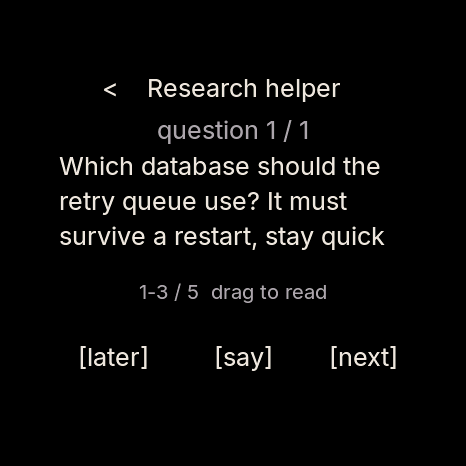 < Research helper
question 1 / 1
Which database should the
retry queue use? It must
survive a restart, stay quick
1-3 / 5 drag to read
[later] [say] [next]